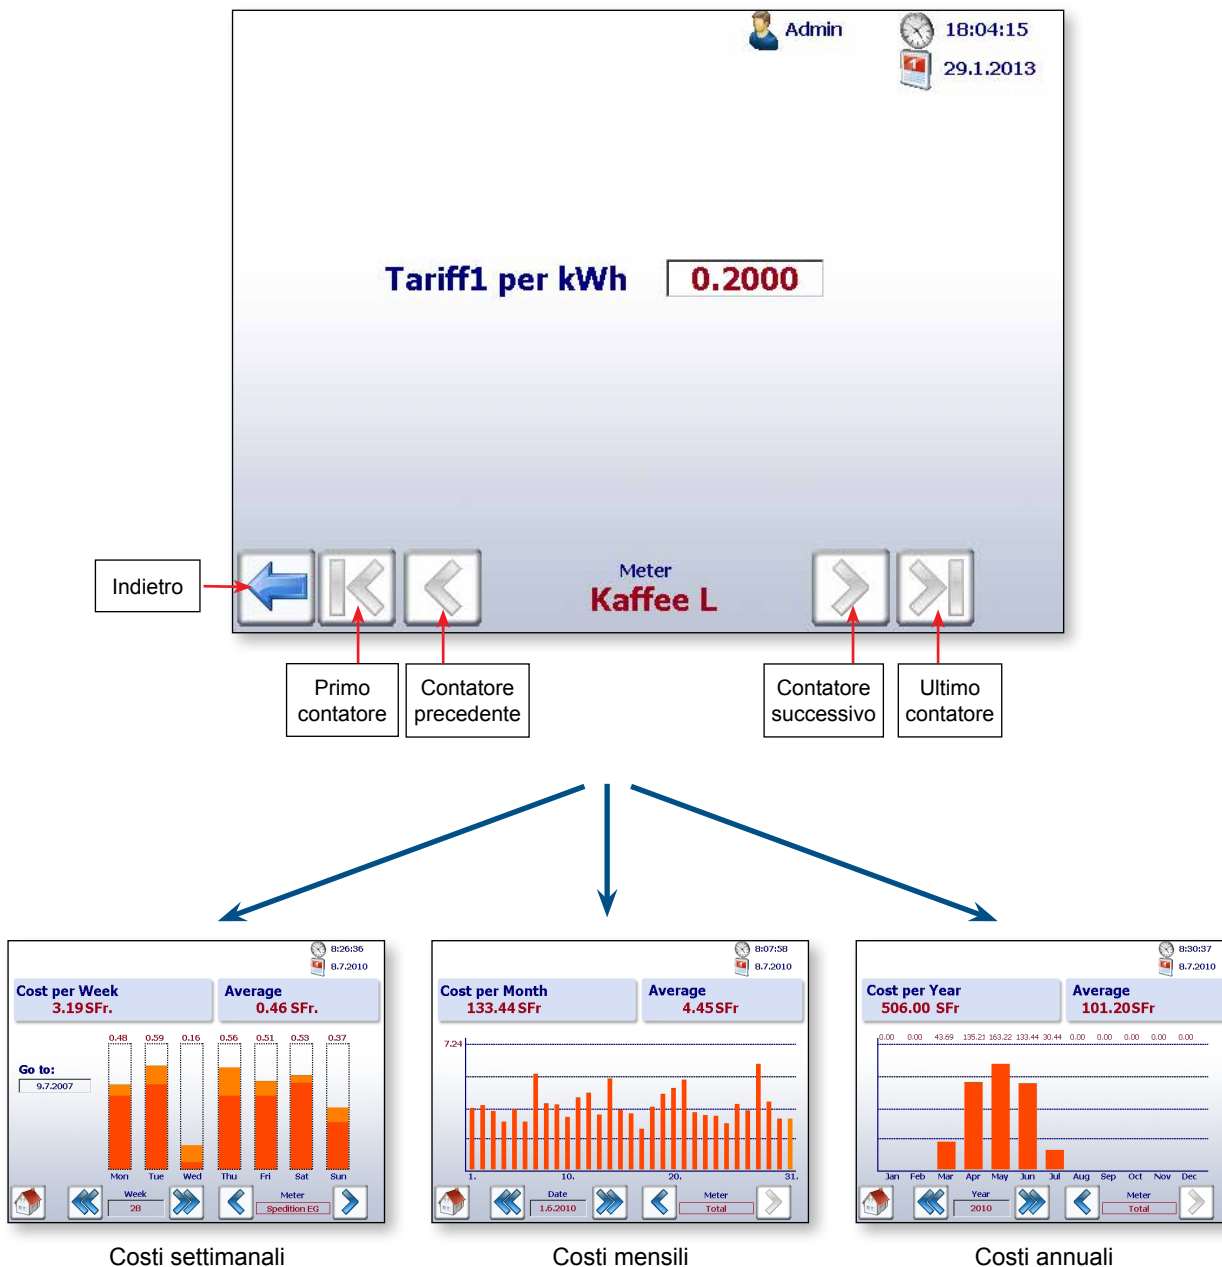 Admin
18:04:15
29.1.2013
Tariff1 per kWh 0.2000
Meter
Kaffee L
Indietro
Primo
contatore
Contatore
precedente
Contatore
successivo
Ultimo
contatore
8:26:36
8.7.2010
Cost per Week
3.19 SFr.
Average
0.46 SFr.
0.48 0.59 0.16 0.56 0.51 0.53 0.37
Go to:
9.7.2007
Mon Tue Wed Thu Fri Sat Sun
Week
28
Meter
Spedition EG
Costi settimanali
8:07:58
8.7.2010
Cost per Month
133.44 SFr
Average
4.45 SFr
7.24
1. 10. 20. 31.
Date
1.6.2010
Meter
Total
Costi mensili
8:30:37
8.7.2010
Cost per Year
506.00 SFr
Average
101.20SFr
0.00 0.00 43.69 135.21 163.22 133.44 30.44 0.00 0.00 0.00 0.00 0.00
Jan Feb Mar Apr May Jun Jul Aug Sep Oct Nov Dec
Year
2010
Meter
Total
Costi annuali